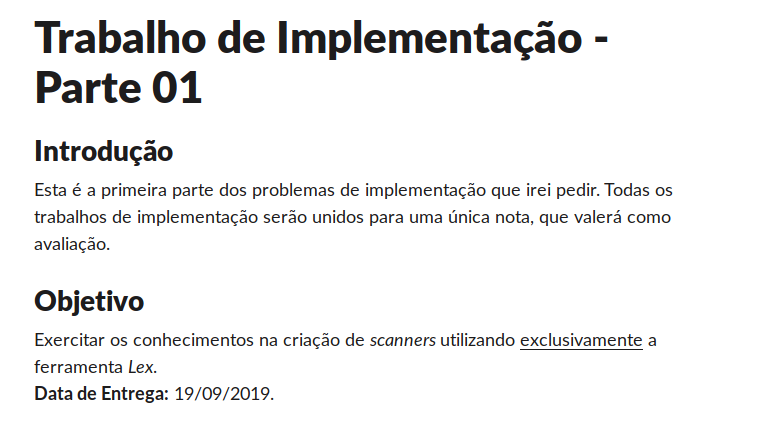 Trabalho de Implementação -
Parte 01
Introdução
Esta é a primeira parte dos problemas de implementação que irei pedir. Todas os
trabalhos de implementação serão unidos para uma única nota, que valerá como
avaliação.
Objetivo
Exercitar os conhecimentos na criação de scanners utilizando exclusivamente a
ferramenta Lex.
Data de Entrega: 19/09/2019.